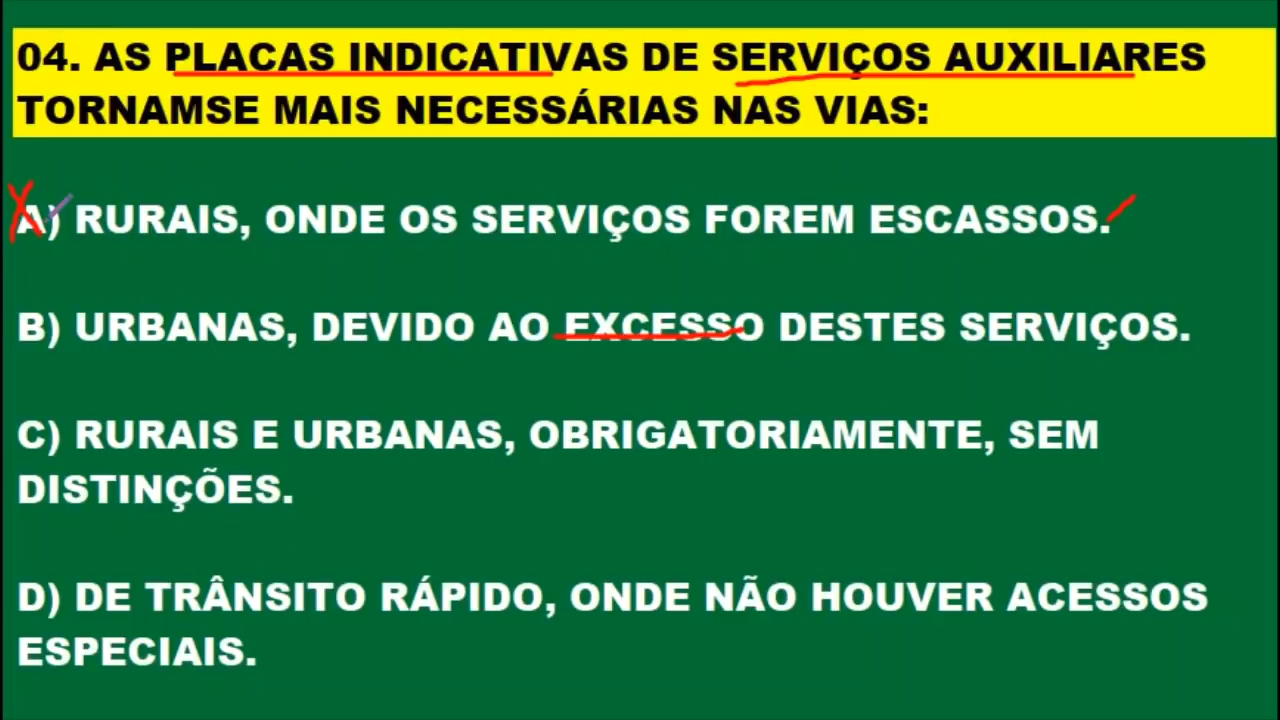 04. AS PLACAS INDICATIVAS DE SERVIÇOS AUXILIARES
TORNAMSE MAIS NECESSÁRIAS NAS VIAS:
A) RURAIS, ONDE OS SERVIÇOS FOREM ESCASSOS.
B) URBANAS, DEVIDO AO EXCESSO DESTES SERVIÇOS.
C) RURAIS E URBANAS, OBRIGATORIAMENTE, SEM
DISTINÇÕES.
D) DE TRÂNSITO RÁPIDO, ONDE NÃO HOUVER ACESSOS
ESPECIAIS.